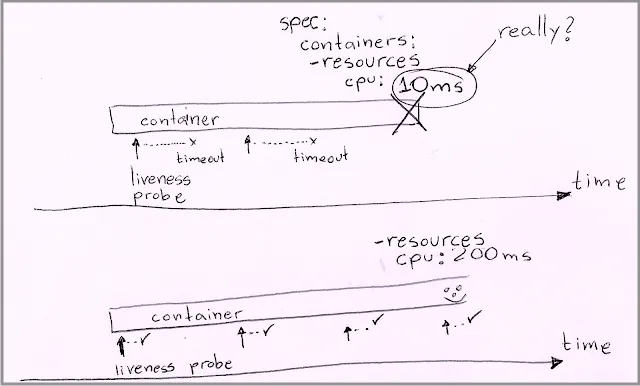 spec:
containers:
-resources
cpu: 10ms
really?
container
timeout
timeout
liveness
probe
time
-resources
cpu: 200ms
container
liveness probe
time